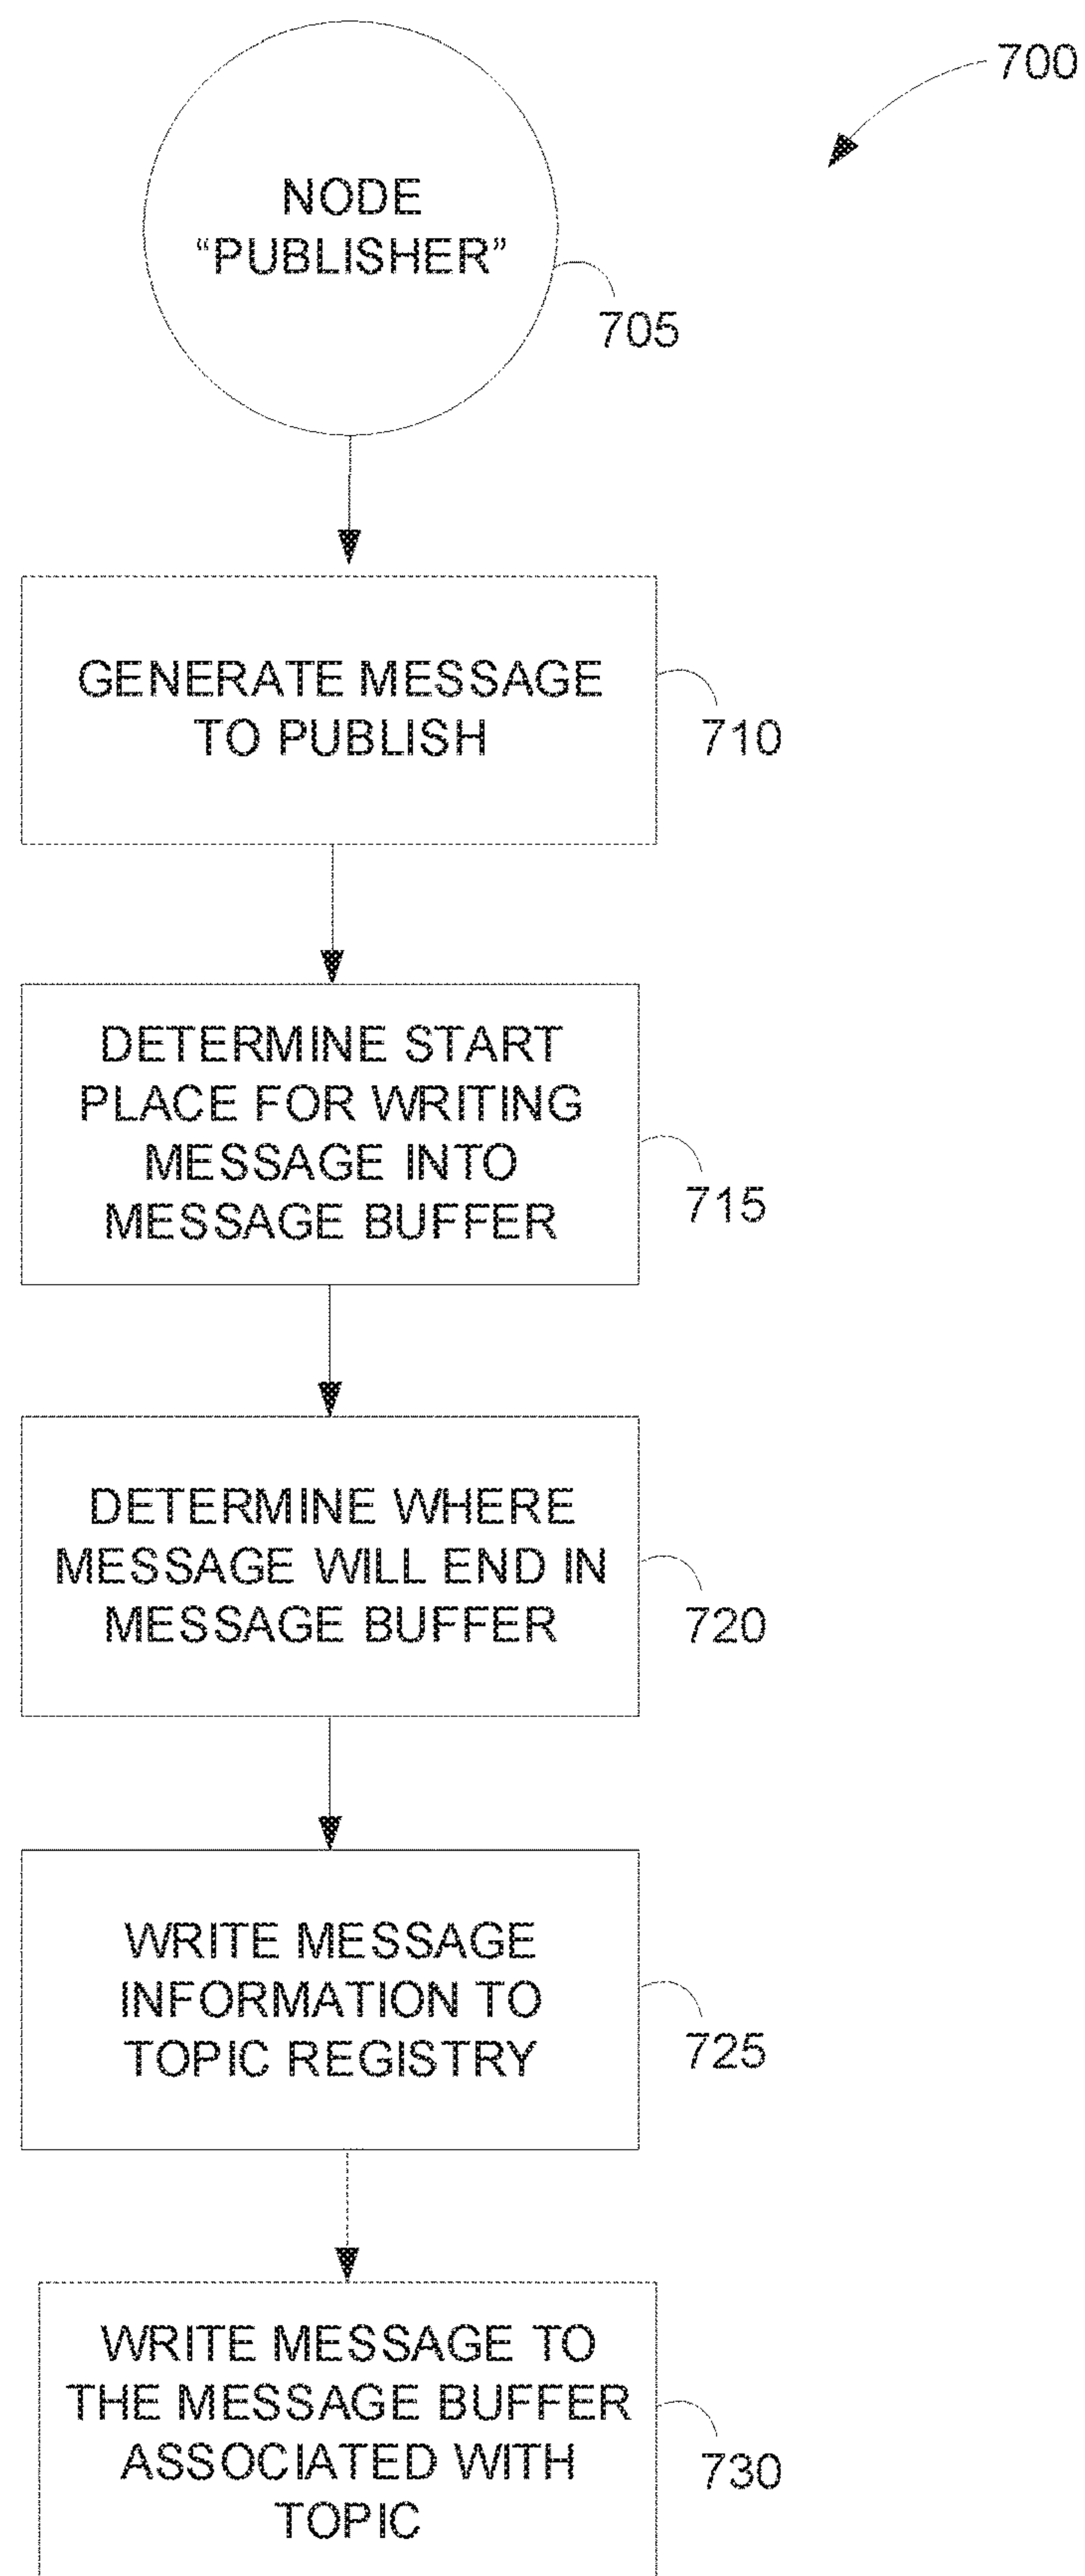 700
NODE
“PUBLISHER”
705
GENERATE MESSAGE
TO PUBLISH
710
DETERMINE START
PLACE FOR WRITING
MESSAGE INTO
MESSAGE BUFFER
715
DETERMINE WHERE
MESSAGE WILL END IN
MESSAGE BUFFER
720
WRITE MESSAGE
INFORMATION TO
TOPIC REGISTRY
725
WRITE MESSAGE TO
THE MESSAGE BUFFER
ASSOCIATED WITH
TOPIC
730